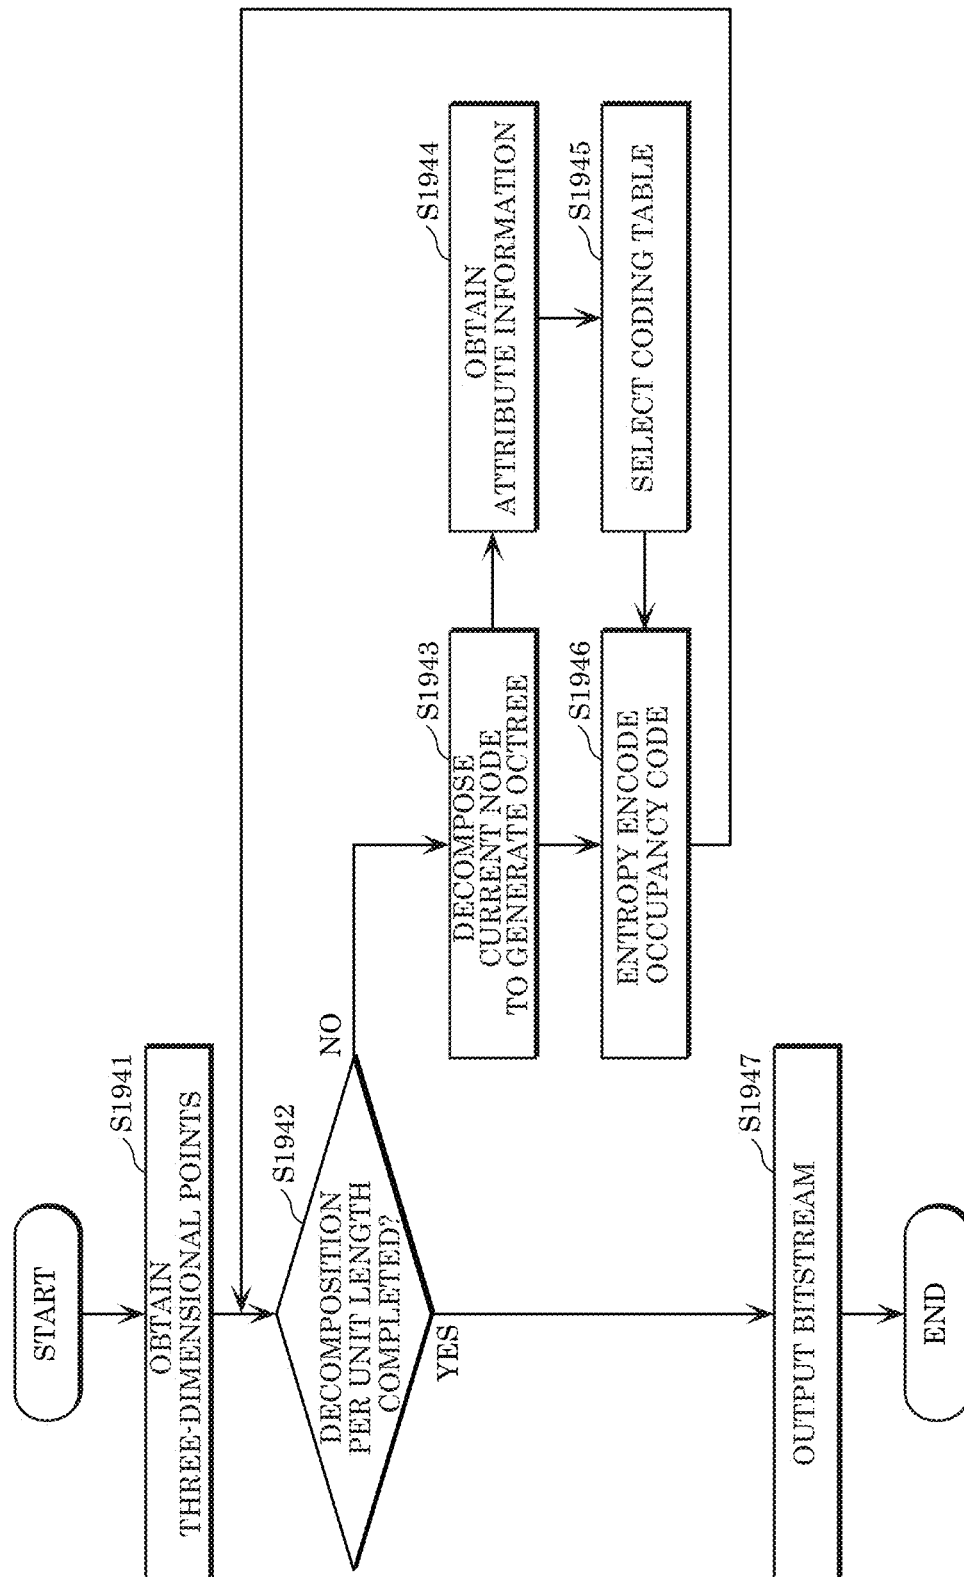 START
S1941
OBTAIN
THREE-DIMENSIONAL POINTS
S1942
DECOMPOSITION
PER UNIT LENGTH
COMPLETED?
NO
YES
S1943
DECOMPOSE
CURRENT NODE
TO GENERATE OCTREE
S1944
OBTAIN
ATTRIBUTE INFORMATION
S1945
SELECT CODING TABLE
S1946
ENTROPY ENCODE
OCCUPANCY CODE
S1947
OUTPUT BITSTREAM
END